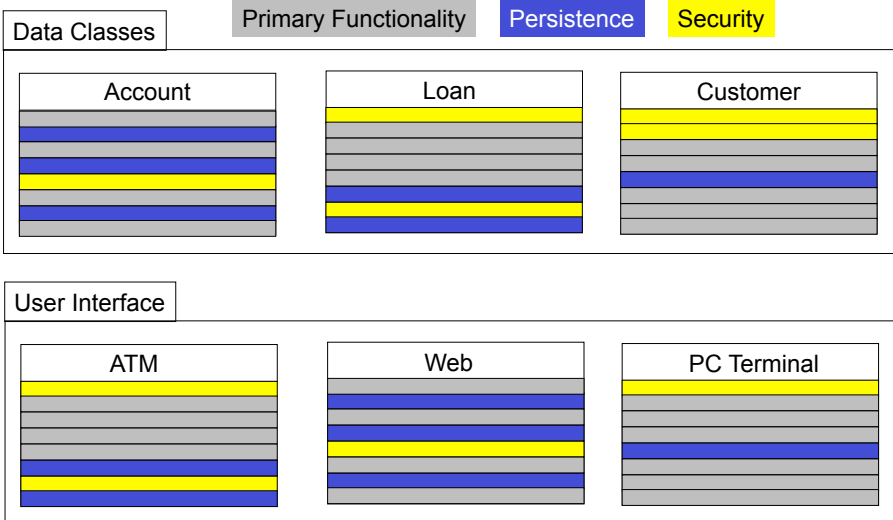 Primary Functionality Persistence Security
Data Classes
Account Loan Customer
User Interface
ATM Web PC Terminal